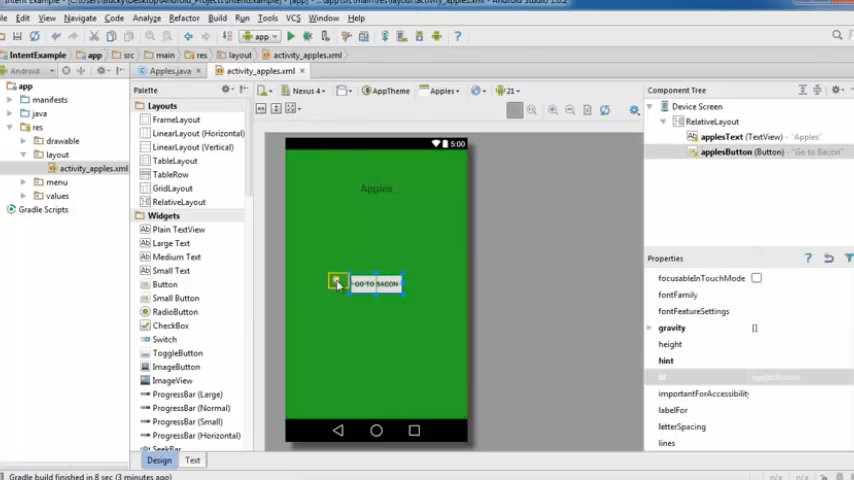 Edit View Navigate Code Analyze Refactor Build Run Tools VCS Window Help
app
IntentExample app src main res layout activity_apples.xml
Android
Apples.java activity_apples.xml
app
manifests
java
res
drawable
layout
activity_apples.xml
menu
values
Gradle Scripts
Palette
Layouts
FrameLayout
LinearLayout (Horizontal)
LinearLayout (Vertical)
TableLayout
TableRow
GridLayout
RelativeLayout
Widgets
Plain TextView
Large Text
Medium Text
Small Text
Button
Small Button
RadioButton
CheckBox
Switch
ToggleButton
ImageButton
ImageView
ProgressBar (Large)
ProgressBar (Normal)
ProgressBar (Small)
ProgressBar (Horizontal)
SeekBar
Design Text
Nexus 4 AppTheme Apples 21
5:00
Apples
GO TO BACON
Component Tree
Device Screen
RelativeLayout
applesText (TextView) - "Apples"
applesButton (Button) - "Go to Bacon"
Properties
focusableInTouchMode
fontFamily
fontFeatureSettings
gravity []
height
hint
id applesButton
importantForAccessibility
labelFor
letterSpacing
lines
Gradle build finished in 8 sec (3 minutes ago)
n/a n/a